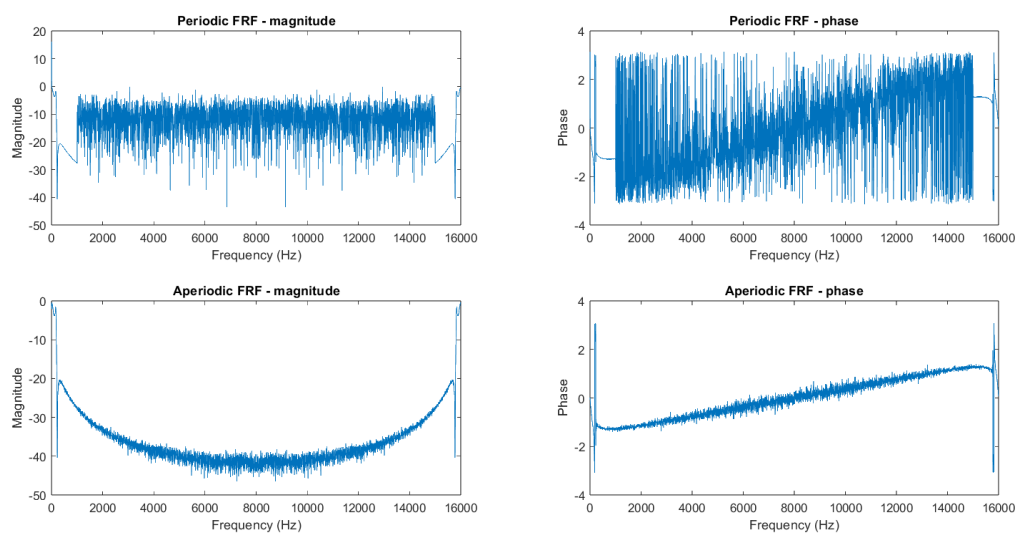 Periodic FRF - magnitude
20
10
0
-10
-20
-30
-40
-50
Magnitude
0 2000 4000 6000 8000 10000 12000 14000 16000
Frequency (Hz)
Periodic FRF - phase
4
2
0
-2
-4
Phase
0 2000 4000 6000 8000 10000 12000 14000 16000
Frequency (Hz)
Aperiodic FRF - magnitude
0
-10
-20
-30
-40
-50
Magnitude
0 2000 4000 6000 8000 10000 12000 14000 16000
Frequency (Hz)
Aperiodic FRF - phase
4
2
0
-2
-4
Phase
0 2000 4000 6000 8000 10000 12000 14000 16000
Frequency (Hz)